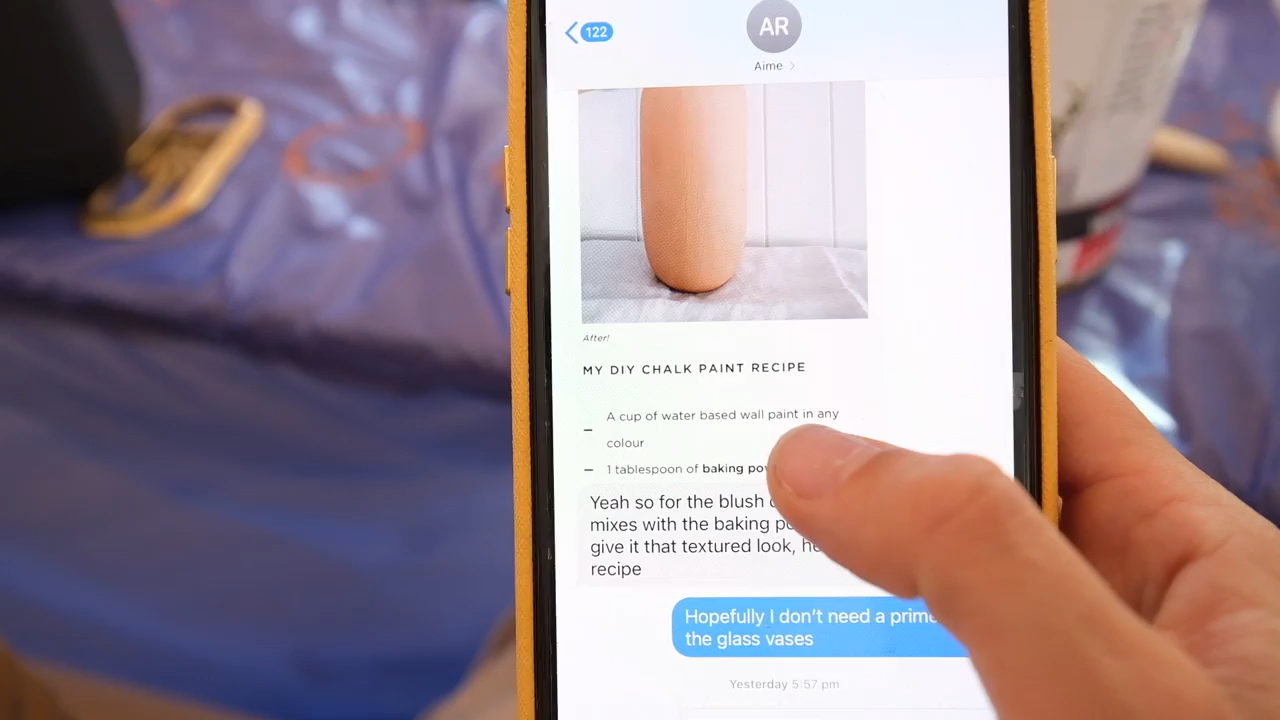 122
AR
Aime
After!
MY DIY CHALK PAINT RECIPE
– A cup of water based wall paint in any
colour
– 1 tablespoon of baking
Yeah so for the blush
mixes with the baking
give it that textured look,
recipe
Hopefully I don't need a
the glass vases
Yesterday 5:57 pm